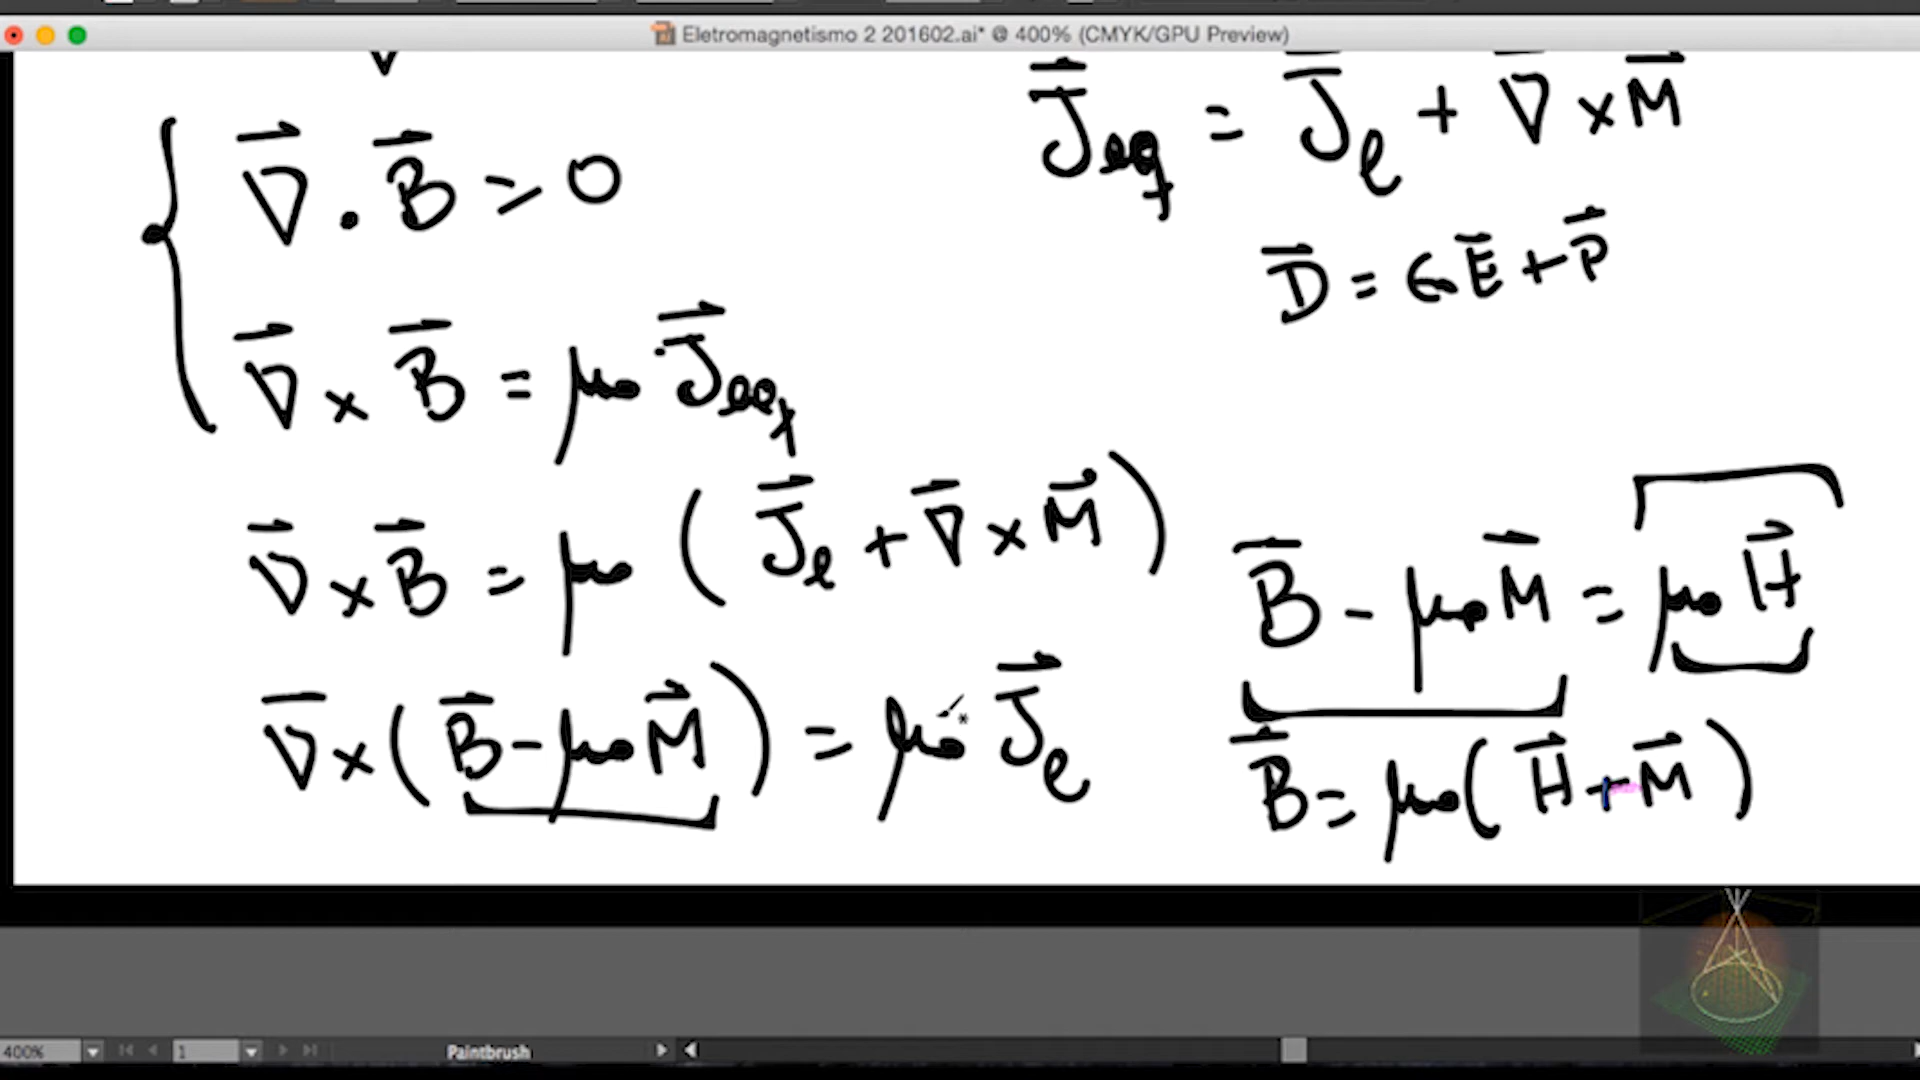 Eletromagnetismo 2 201602.ai* @ 400% (CMYK/GPU Preview)
∇⃗ · B⃗ = 0
J⃗eq = J⃗ℓ + ∇⃗ × M⃗
D⃗ = ϵ₀E⃗ + P⃗
∇⃗ × B⃗ = μ₀ J⃗eq
∇⃗ × B⃗ = μ₀ ( J⃗ℓ + ∇⃗ × M⃗ )
B⃗ - μ₀M⃗ = μ₀ H⃗
∇⃗ × ( B⃗ - μ₀M⃗ ) = μ₀ J⃗ℓ
B⃗ = μ₀( H⃗ + M⃗ )
400% 1 Paintbrush